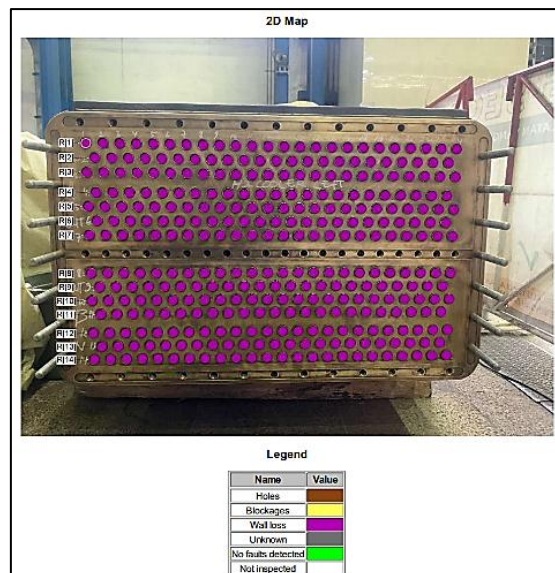 2D Map
R[1]
R[2]
R[3]
R[4]
R[5]
R[6]
R[7]
R[8]
R[9]
R[10]
R[11]
R[12]
R[13]
R[14]
Legend
Name Value
Holes
Blockages
Wall loss
Unknown
No faults detected
Not inspected